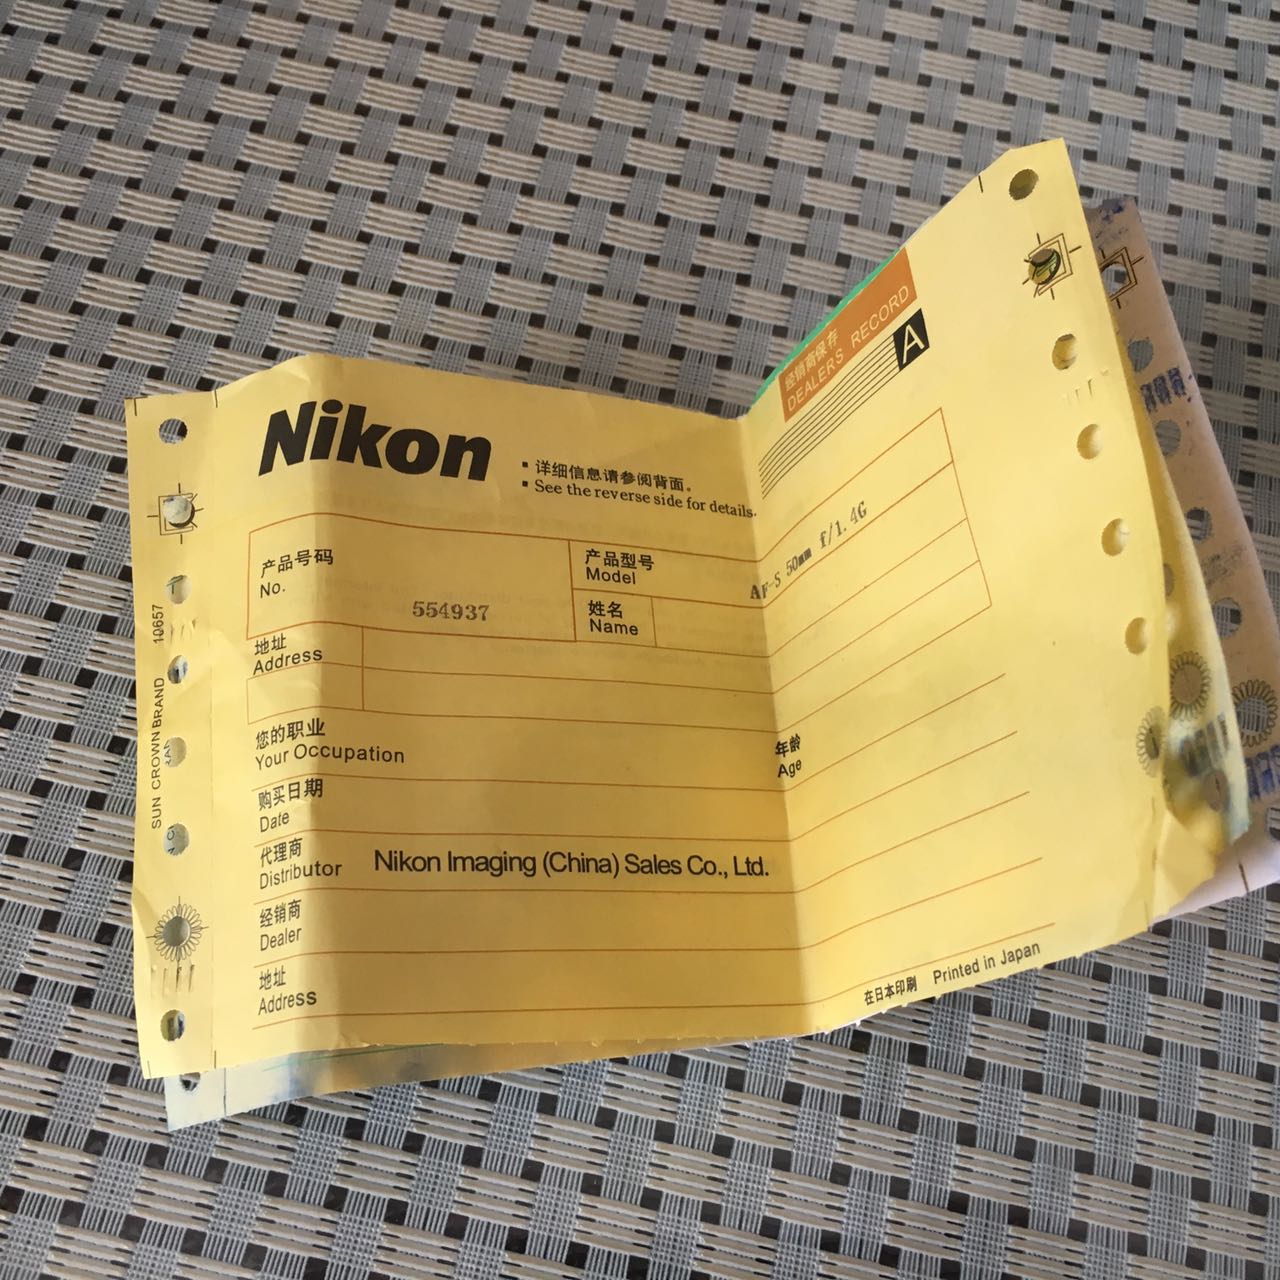 Nikon
▪ 详细信息请参阅背面。
▪ See the reverse side for details.
经销商保存
DEALERS RECORD
A
产品号码
No.
554937
产品型号
Model
AF-S 50mm f/1.4G
姓名
Name
地址
Address
您的职业
Your Occupation
年龄
Age
购买日期
Date
代理商
Distributor
Nikon Imaging (China) Sales Co., Ltd.
经销商
Dealer
地址
Address
在日本印刷 Printed in Japan
SUN CROWN BRAND 10657